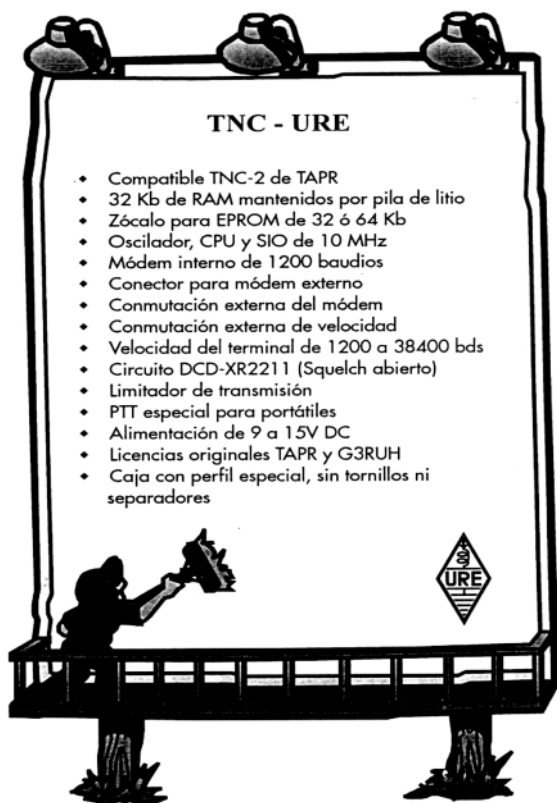 TNC - URE
Compatible TNC-2 de TAPR
32 Kb de RAM mantenidos por pila de litio
Zócalo para EPROM de 32 ó 64 Kb
Oscilador, CPU y SIO de 10 MHz
Módem interno de 1200 baudios
Conector para módem externo
Conmutación externa del módem
Conmutación externa de velocidad
Velocidad del terminal de 1200 a 38400 bds
Circuito DCD-XR2211 (Squelch abierto)
Limitador de transmisión
PTT especial para portátiles
Alimentación de 9 a 15V DC
Licencias originales TAPR y G3RUH
Caja con perfil especial, sin tornillos ni
separadores
URE